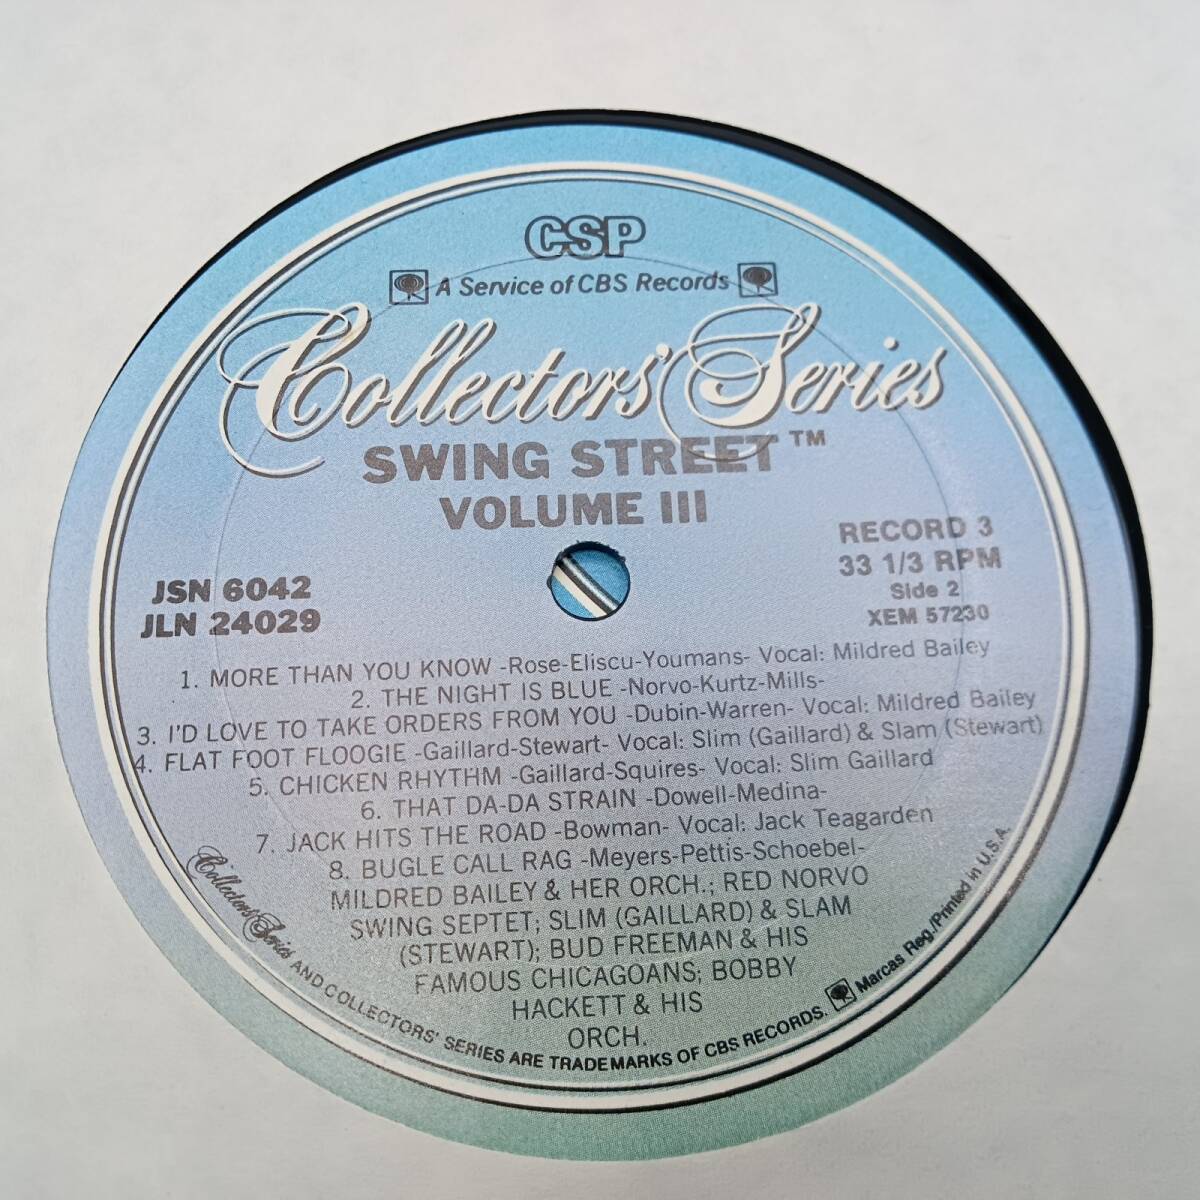 CSP
A Service of CBS Records
Collectors' Series
SWING STREET™
VOLUME III
RECORD 3
33 1/3 RPM
Side 2
XEM 57230
JSN 6042
JLN 24029
1. MORE THAN YOU KNOW -Rose-Eliscu-Youmans- Vocal: Mildred Bailey
2. THE NIGHT IS BLUE -Norvo-Kurtz-Mills-
3. I'D LOVE TO TAKE ORDERS FROM YOU -Dubin-Warren- Vocal: Mildred Bailey
4. FLAT FOOT FLOOGIE -Gaillard-Stewart- Vocal: Slim (Gaillard) & Slam (Stewart)
5. CHICKEN RHYTHM -Gaillard-Squires- Vocal: Slim Gaillard
6. THAT DA-DA STRAIN -Dowell-Medina-
7. JACK HITS THE ROAD -Bowman- Vocal: Jack Teagarden
8. BUGLE CALL RAG -Meyers-Pettis-Schoebel-
MILDRED BAILEY & HER ORCH.; RED NORVO
SWING SEPTET; SLIM (GAILLARD) & SLAM
(STEWART); BUD FREEMAN & HIS
FAMOUS CHICAGOANS; BOBBY
HACKETT & HIS
ORCH.
Collectors' Series AND COLLECTORS' SERIES ARE TRADEMARKS OF CBS RECORDS. Marcas Reg./Printed in U.S.A.